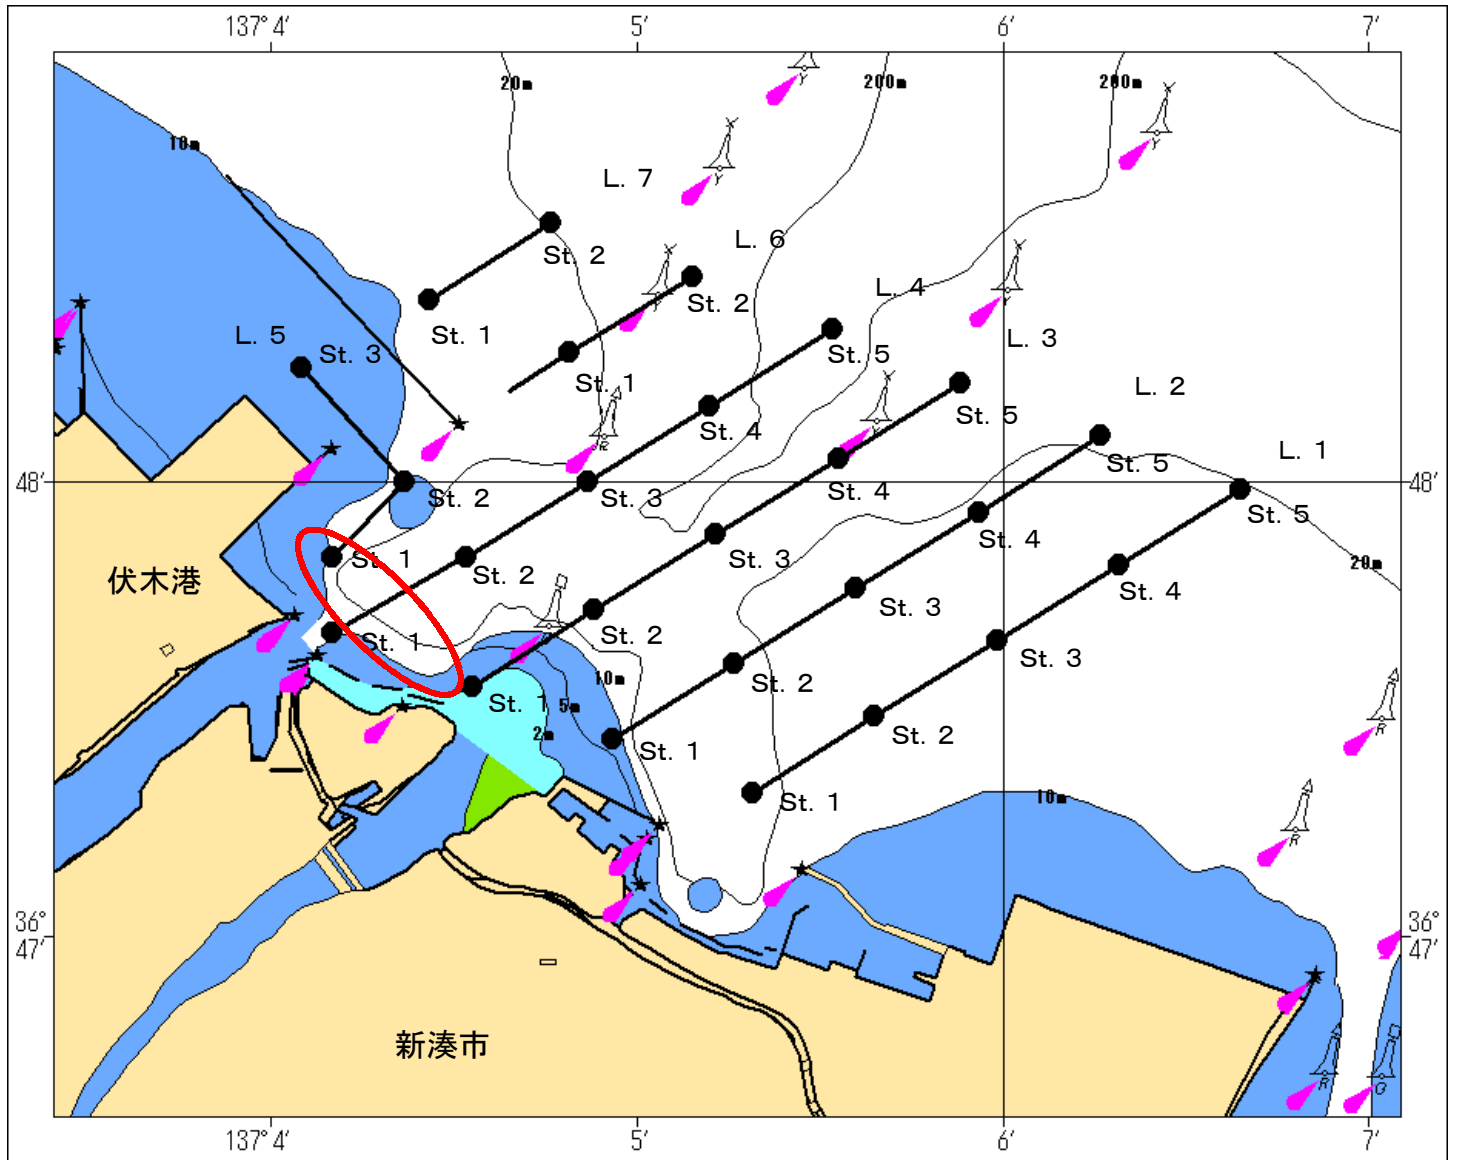 137° 4′ 5′ 6′ 7′
20m 200m 200m
10m
Y
Y
Y
L. 7
Y
L. 6
St. 2
L. 4
Y
St. 2
L. 5 St. 3 St. 1
L. 3
St. 5
St. 1
L. 2
St. 5
St. 4
R
L. 1
St. 5
48′ 48′
St. 2 St. 3 St. 4
St. 5
St. 4
St. 1
St. 3
20m
伏木港
St. 2
St. 4
St. 3
St. 1 St. 2
St. 3
10m
St. 2
St. 1 5m
R
2m
St. 2
St. 1
10m
St. 1
R
36° 47′ 36° 47′
新湊市
R G
137° 4′ 5′ 6′ 7′